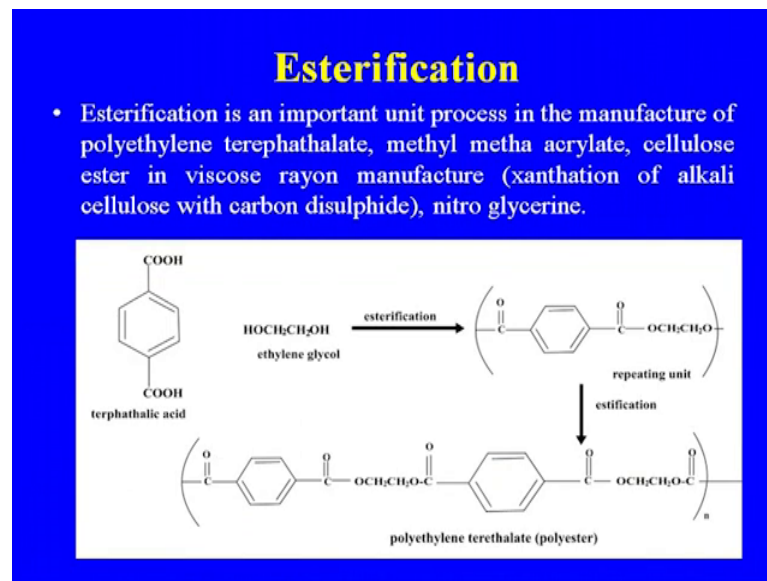 Esterification
• Esterification is an important unit process in the manufacture of
polyethylene terephathalate, methyl metha acrylate, cellulose
ester in viscose rayon manufacture (xanthation of alkali
cellulose with carbon disulphide), nitro glycerine.
COOH
COOH
terphathalic acid
HOCH₂CH₂OH
ethylene glycol
esterification
O
C
O
C
OCH₂CH₂O
repeating unit
estification
O
C
O
C
OCH₂CH₂O-C
O
O
C
OCH₂CH₂O-C
O
n
polyethylene terethalate (polyester)